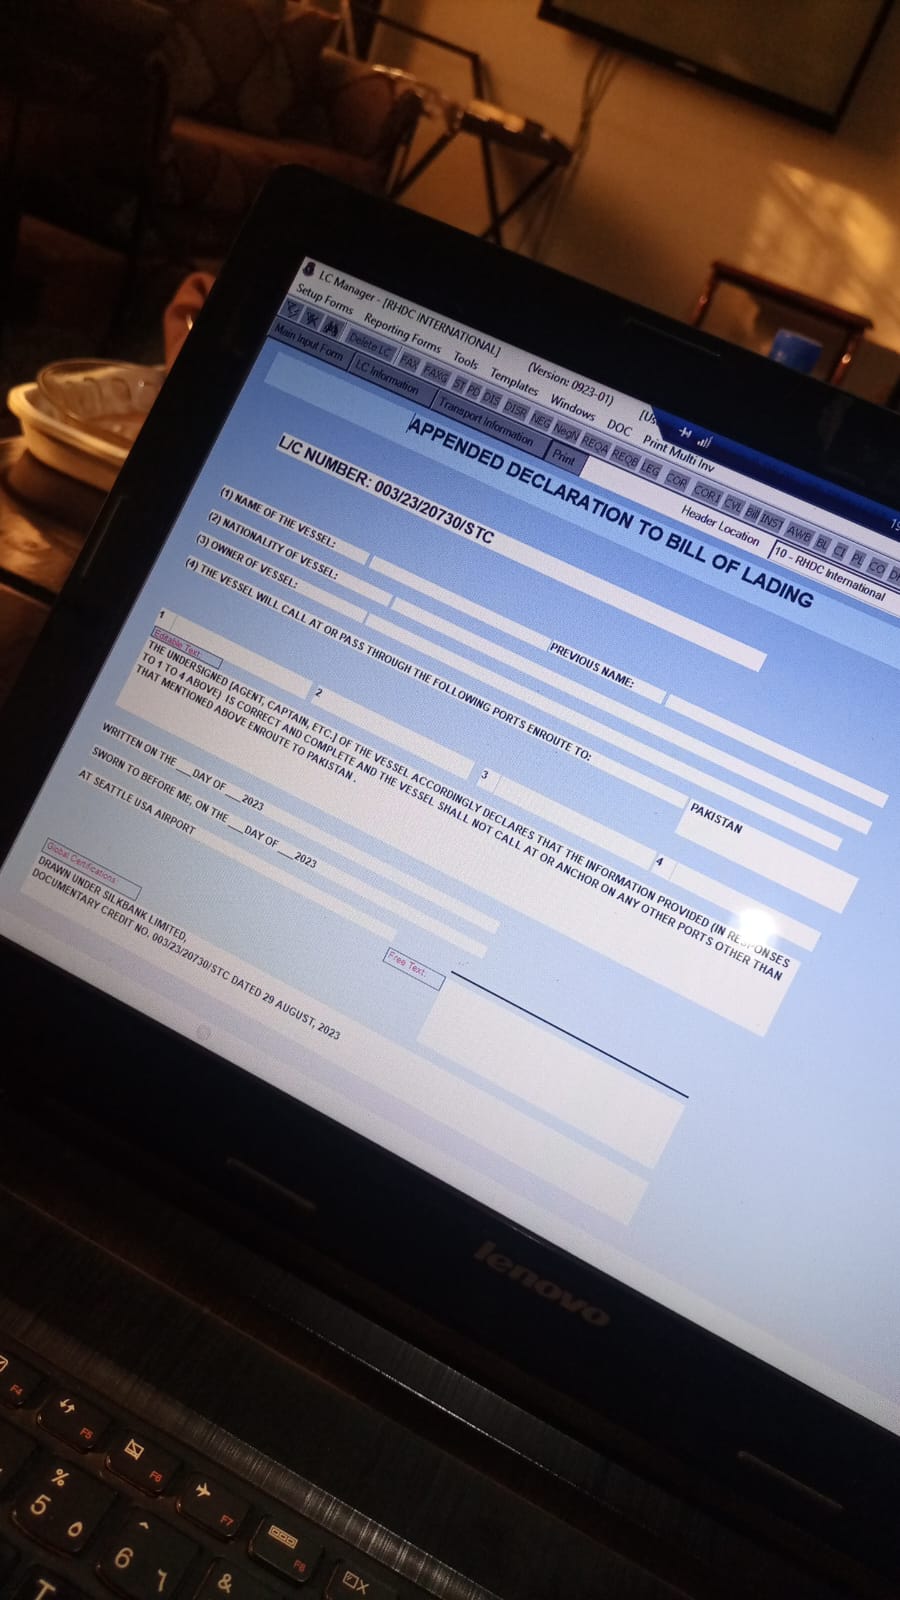 LC Manager - [RHDC INTERNATIONAL]
(Version: 0923-01)
[Us
Setup Forms Reporting Forms Tools Templates Windows DOC Print Multi Inv
Delete LC FAX FAXG ST PD DIS DISR NEG NegN REQA REQB LEG COR CORI CVL Bill INST AWB BL CI PL CO
Main Input Form LC Information Transport Information Print
Header Location 10 - RHDC International
APPENDED DECLARATION TO BILL OF LADING
L/C NUMBER: 003/23/20730/STC
(1) NAME OF THE VESSEL:
PREVIOUS NAME:
(2) NATIONALITY OF VESSEL:
(3) OWNER OF VESSEL:
(4) THE VESSEL WILL CALL AT OR PASS THROUGH THE FOLLOWING PORTS ENROUTE TO:
PAKISTAN
1
2
3
4
Editable Text:
THE UNDERSIGNED [AGENT, CAPTAIN, ETC.] OF THE VESSEL ACCORDINGLY DECLARES THAT THE INFORMATION PROVIDED (IN RESPONSES
TO 1 TO 4 ABOVE) IS CORRECT AND COMPLETE AND THE VESSEL SHALL NOT CALL AT OR ANCHOR ON ANY OTHER PORTS OTHER THAN
THAT MENTIONED ABOVE ENROUTE TO PAKISTAN .
WRITTEN ON THE ___DAY OF ___2023
SWORN TO BEFORE ME, ON THE ___DAY OF ___2023
AT SEATTLE USA AIRPORT
Free Text:
Global Certifications:
DRAWN UNDER SILKBANK LIMITED,
DOCUMENTARY CREDIT NO. 003/23/20730/STC DATED 29 AUGUST, 2023
lenovo
F4
F5
F6
F7
F8
%
5 ٥
^
6 ٦
&
T